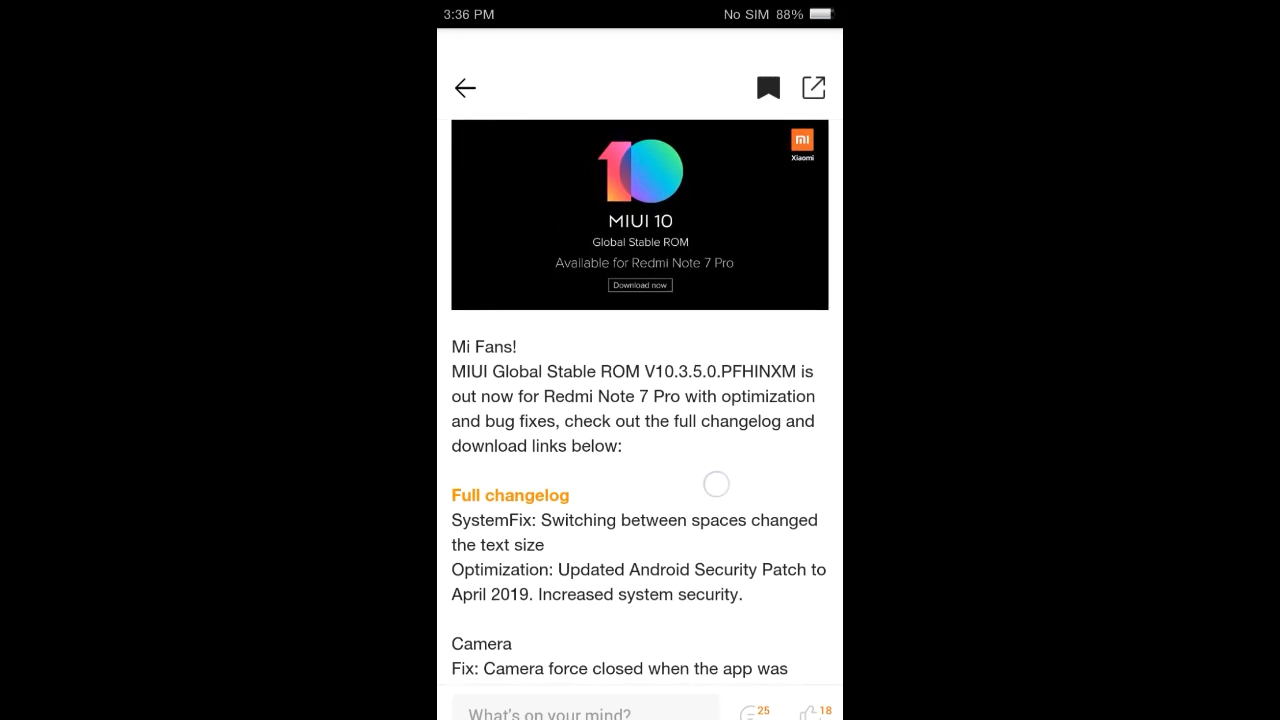 3:36 PM
No SIM 88%
mi
Xiaomi
10
MIUI 10
Global Stable ROM
Available for Redmi Note 7 Pro
Download now
Mi Fans!
MIUI Global Stable ROM V10.3.5.0.PFHINXM is
out now for Redmi Note 7 Pro with optimization
and bug fixes, check out the full changelog and
download links below:
Full changelog
SystemFix: Switching between spaces changed
the text size
Optimization: Updated Android Security Patch to
April 2019. Increased system security.
Camera
Fix: Camera force closed when the app was
What's on your mind?
25
18